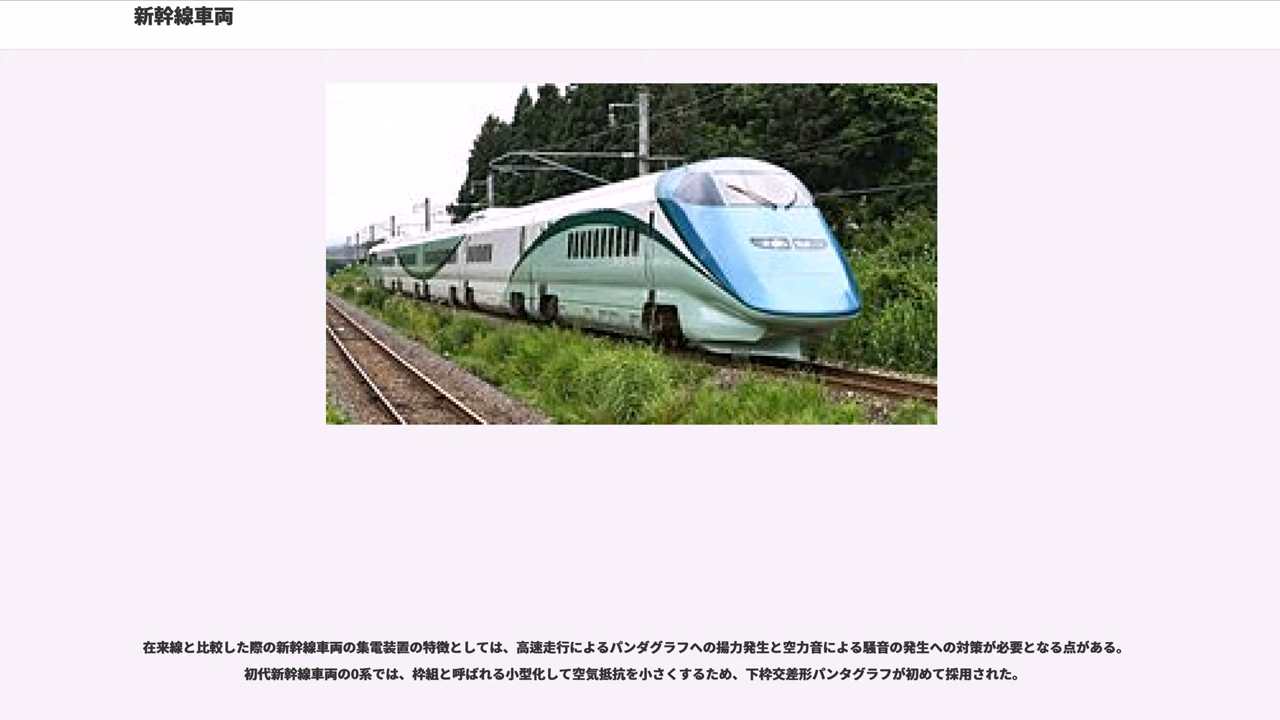 新幹線車両
在来線と比較した際の新幹線車両の集電装置の特徴としては、高速走行によるパンダグラフへの揚力発生と空力音による騒音の発生への対策が必要となる点がある。
初代新幹線車両の0系では、枠組と呼ばれる小型化して空気抵抗を小さくするため、下枠交差形パンタグラフが初めて採用された。